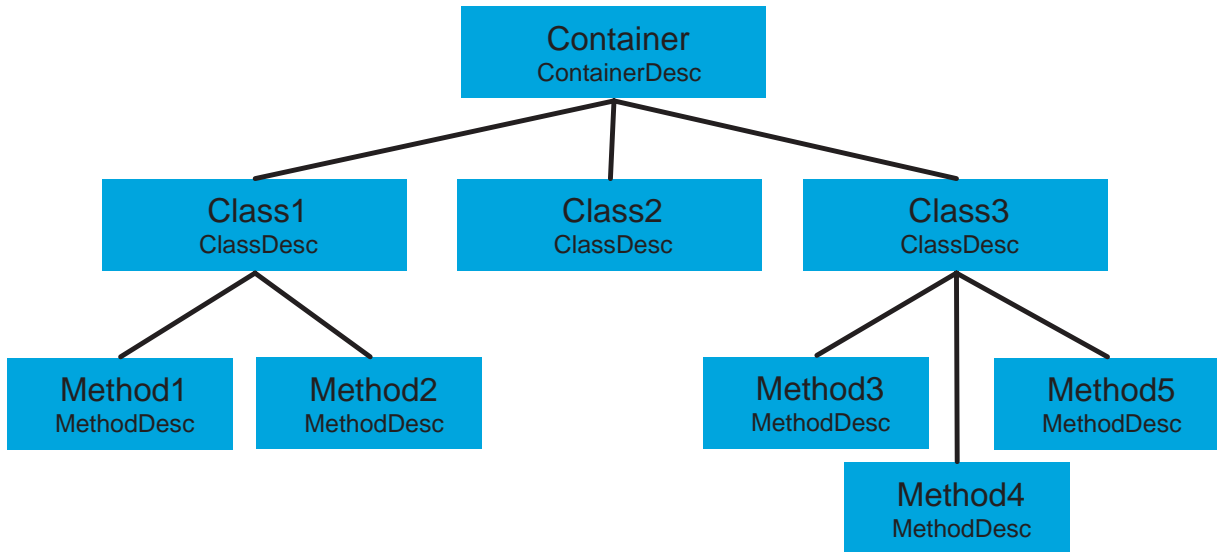 Container
ContainerDesc
Class1
ClassDesc
Class2
ClassDesc
Class3
ClassDesc
Method1
MethodDesc
Method2
MethodDesc
Method3
MethodDesc
Method5
MethodDesc
Method4
MethodDesc